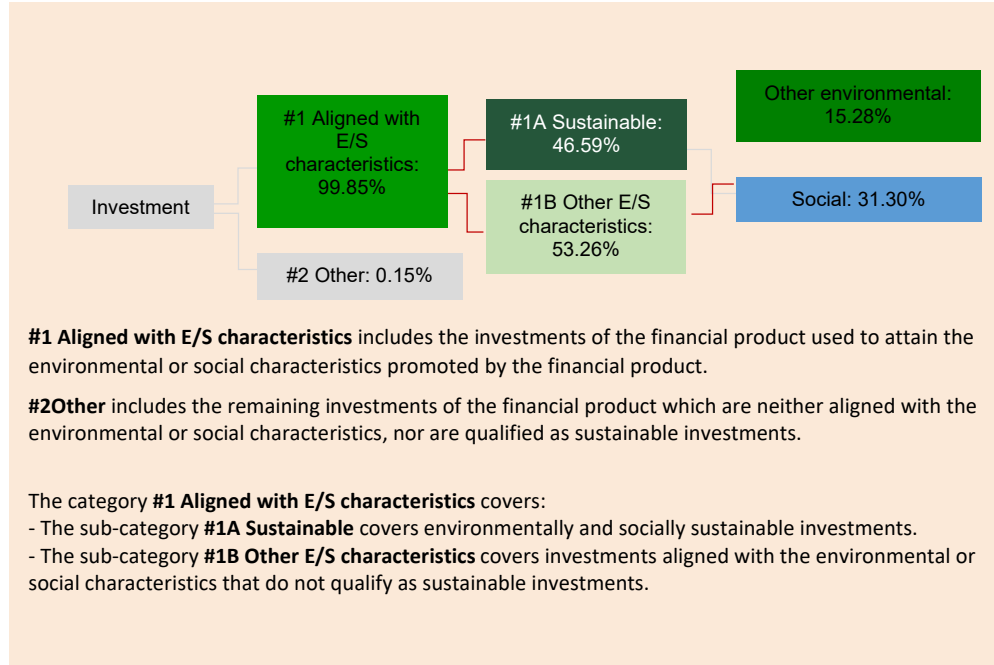 Investment
#1 Aligned with
E/S
characteristics:
99.85%
#2 Other: 0.15%
#1A Sustainable:
46.59%
#1B Other E/S
characteristics:
53.26%
Other environmental:
15.28%
Social: 31.30%
#1 Aligned with E/S characteristics includes the investments of the financial product used to attain the
environmental or social characteristics promoted by the financial product.
#2Other includes the remaining investments of the financial product which are neither aligned with the
environmental or social characteristics, nor are qualified as sustainable investments.
The category #1 Aligned with E/S characteristics covers:
- The sub-category #1A Sustainable covers environmentally and socially sustainable investments.
- The sub-category #1B Other E/S characteristics covers investments aligned with the environmental or
social characteristics that do not qualify as sustainable investments.